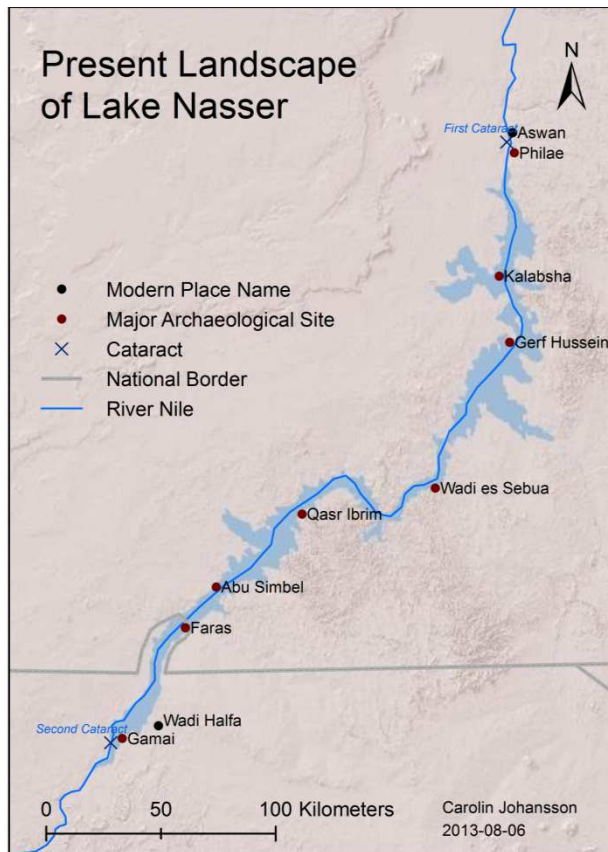 Present Landscape
of Lake Nasser
N
First Cataract
Aswan
Philae
Kalabsha
Modern Place Name
Major Archaeological Site
Cataract
National Border
River Nile
Gerf Hussein
Wadi es Sebua
Qasr Ibrim
Abu Simbel
Faras
Wadi Halfa
Second Cataract
Gamai
0 50 100 Kilometers
Carolin Johansson
2013-08-06